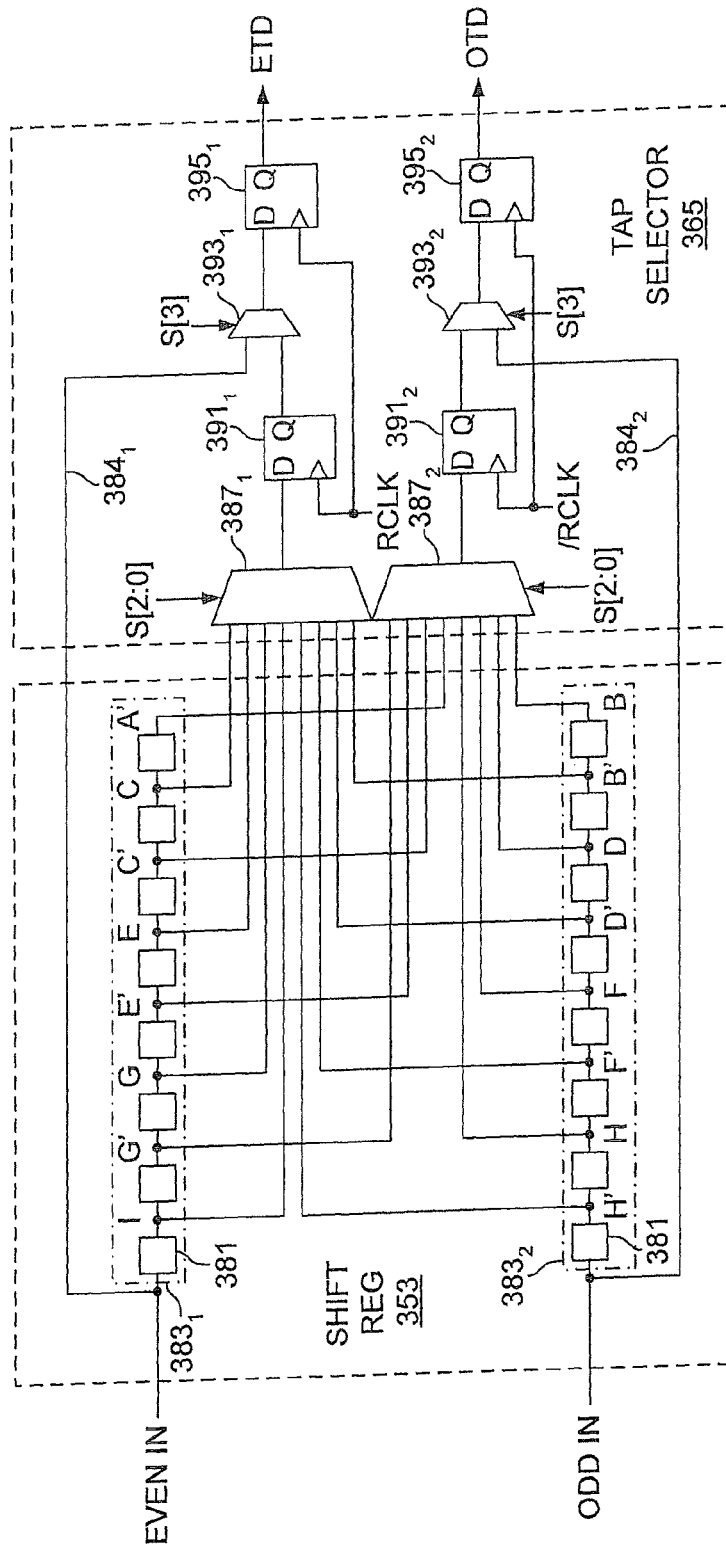 EVEN IN
ODD IN
383₁
381
I
G'
G
E'
E
C'
C
A'
SHIFT
REG
353
383₂
381
H'
H
F'
F
D'
D
B'
B
384₁
S[2:0]
387₁
387₂
S[2:0]
391₁
D Q
RCLK
S[3]
393₁
395₁
D Q
ETD
391₂
D Q
/RCLK
393₂
S[3]
395₂
D Q
OTD
384₂
TAP
SELECTOR
365